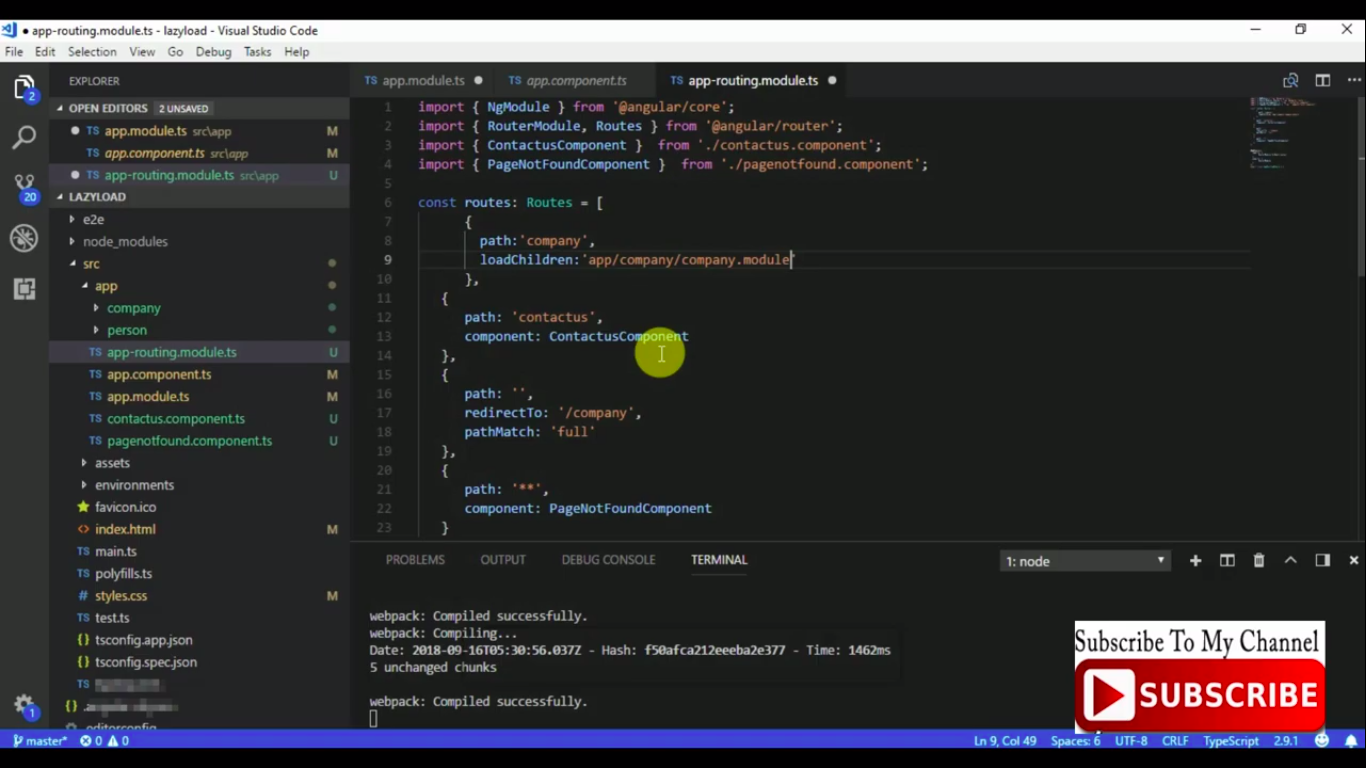 ● app-routing.module.ts - lazyload - Visual Studio Code
File Edit Selection View Go Debug Tasks Help
EXPLORER
OPEN EDITORS 2 UNSAVED
TS app.module.ts src\app M
TS app.component.ts src\app M
TS app-routing.module.ts src\app U
LAZYLOAD
e2e
node_modules
src
app
company
person
TS app-routing.module.ts U
TS app.component.ts M
TS app.module.ts M
TS contactus.component.ts U
TS pagenotfound.component.ts U
assets
environments
favicon.ico
<> index.html M
TS main.ts
TS polyfills.ts
# styles.css M
TS test.ts
{} tsconfig.app.json
{} tsconfig.spec.json
TS
{}
.editorconfig
2
20
1
TS app.module.ts ● TS app.component.ts TS app-routing.module.ts ●
1 import { NgModule } from '@angular/core';
2 import { RouterModule, Routes } from '@angular/router';
3 import { ContactusComponent } from './contactus.component';
4 import { PageNotFoundComponent } from './pagenotfound.component';
5
6 const routes: Routes = [
7 {
8 path:'company',
9 loadChildren:'app/company/company.module'
10 },
11 {
12 path: 'contactus',
13 component: ContactusComponent
14 },
15 {
16 path: '',
17 redirectTo: '/company',
18 pathMatch: 'full'
19 },
20 {
21 path: '**',
22 component: PageNotFoundComponent
23 }
PROBLEMS OUTPUT DEBUG CONSOLE TERMINAL 1: node
webpack: Compiled successfully.
webpack: Compiling...
Date: 2018-09-16T05:30:56.037Z - Hash: f50afca212eeeba2e377 - Time: 1462ms
5 unchanged chunks
webpack: Compiled successfully.
Subscribe To My Channel
SUBSCRIBE
master* 0 0 Ln 9, Col 49 Spaces: 6 UTF-8 CRLF TypeScript 2.9.1